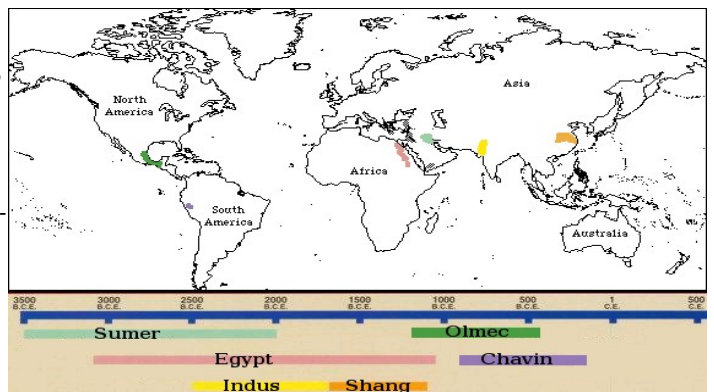 Asia
North
America
Africa
South
America
Australia
3500 3000 2500 2000 1500 1000 500 1 500
B.C.E. B.C.E. B.C.E. B.C.E. B.C.E. B.C.E. B.C.E. C.E. C.E.
Sumer Olmec
Egypt Chavin
Indus Shang